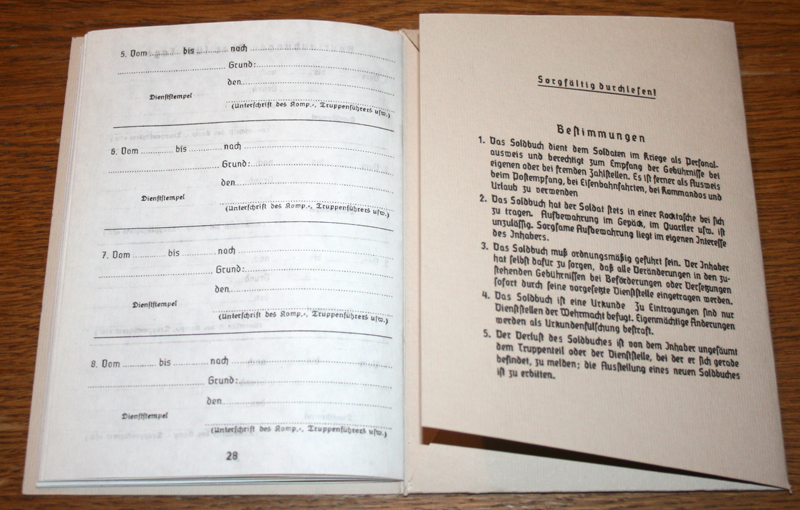 5. Vom ............ bis ............ nach ............
............ Grund: ............
den ............
Dienststempel
(Unterschrift des Komp.-, Truppenführers usw.)
6. Vom ............ bis ............ nach ............
............ Grund: ............
den ............
Dienststempel
(Unterschrift des Komp.-, Truppenführers usw.)
7. Vom ............ bis ............ nach ............
............ Grund: ............
den ............
Dienststempel
(Unterschrift des Komp.-, Truppenführers usw.)
8. Vom ............ bis ............ nach ............
............ Grund: ............
den ............
Dienststempel
(Unterschrift des Komp.-, Truppenführers usw.)
28
Sorgfältig durchlesen!
Bestimmungen
1. Das Soldbuch dient dem Soldaten im Kriege als Personal-
ausweis und berechtigt zum Empfang der Gebührnisse bei
eigenen oder bei fremden Zahlstellen. Es ist ferner als Ausweis
beim Postempfang, bei Eisenbahnfahrten, bei Kommandos und
Urlaub zu verwenden
2. Das Soldbuch hat der Soldat stets in einer Rocktasche bei sich
zu tragen. Aufbewahrung im Gepäck, im Quartier usw. ist
unzulässig. Sorgsame Aufbewahrung liegt im eigenen Interesse
des Inhabers.
3. Das Soldbuch muß ordnungsmäßig geführt sein. Der Inhaber
hat selbst dafür zu sorgen, daß alle Veränderungen in den zu-
stehenden Gebührnissen bei Beförderungen oder Versetzungen
sofort durch seine vorgesetzte Dienststelle eingetragen werden.
4. Das Soldbuch ist eine Urkunde Zu Eintragungen sind nur
Dienststellen der Wehrmacht befugt. Eigenmächtige Änderungen
werden als Urkundenfälschung bestraft.
5. Der Verlust des Soldbuches ist von dem Inhaber ungesäumt
dem Truppenteil oder der Dienststelle, bei der er sich gerade
befindet, zu melden; die Ausstellung eines neuen Soldbuches
ist zu erbitten.